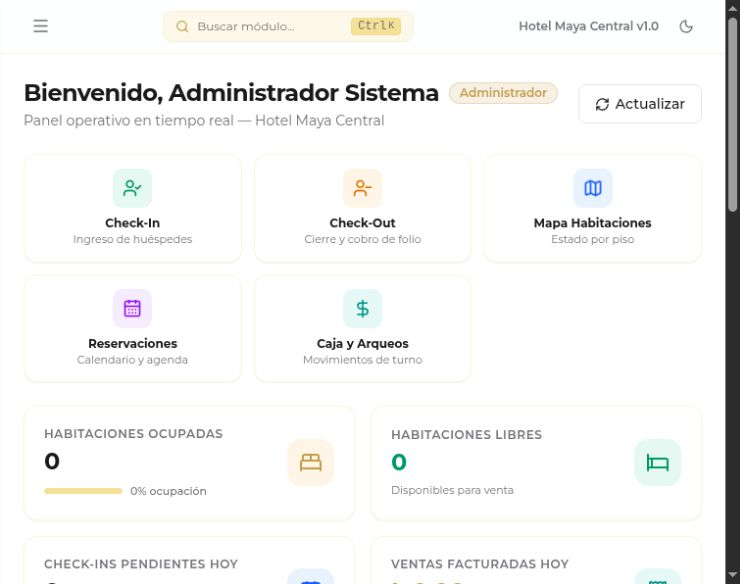 Buscar módulo...
CtrlK
Hotel Maya Central v1.0
Bienvenido, Administrador Sistema
Administrador
Actualizar
Panel operativo en tiempo real — Hotel Maya Central
Check-In
Ingreso de huéspedes
Check-Out
Cierre y cobro de folio
Mapa Habitaciones
Estado por piso
Reservaciones
Calendario y agenda
Caja y Arqueos
Movimientos de turno
HABITACIONES OCUPADAS
0
0% ocupación
HABITACIONES LIBRES
0
Disponibles para venta
CHECK-INS PENDIENTES HOY
VENTAS FACTURADAS HOY